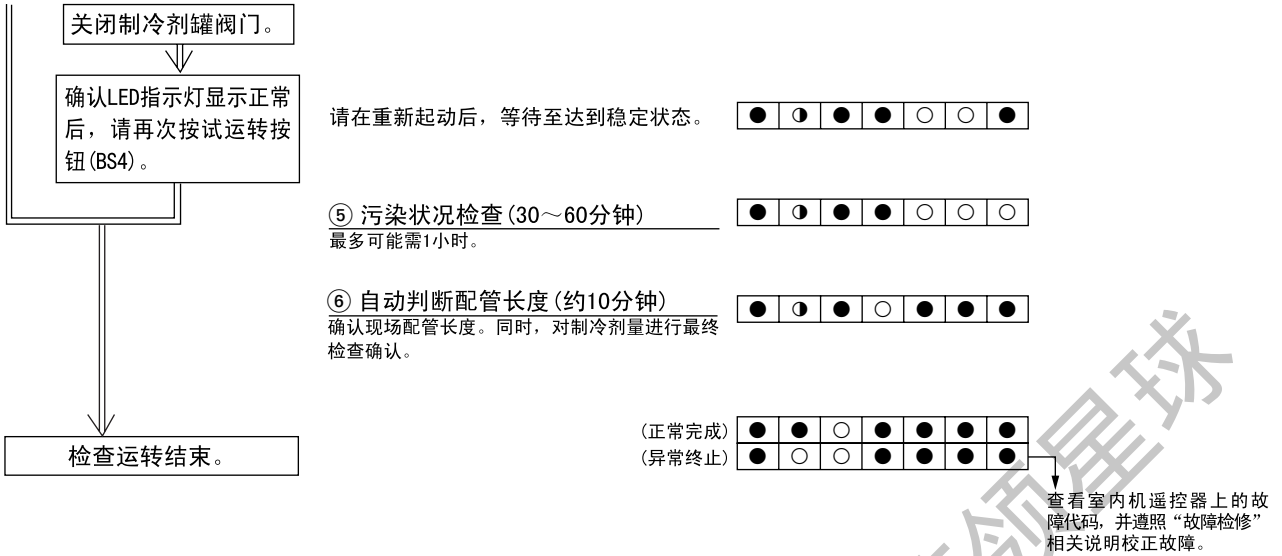 关闭制冷剂罐阀门。
确认LED指示灯显示正常
后，请再次按试运转按
钮(BS4)。
请在重新起动后，等待至达到稳定状态。
⑤ 污染状况检查(30～60分钟)
最多可能需1小时。
⑥ 自动判断配管长度(约10分钟)
确认现场配管长度。同时，对制冷剂量进行最终
检查确认。
(正常完成)
检查运转结束。
(异常终止)
查看室内机遥控器上的故
障代码，并遵照“故障检修”
相关说明校正故障。
领星球